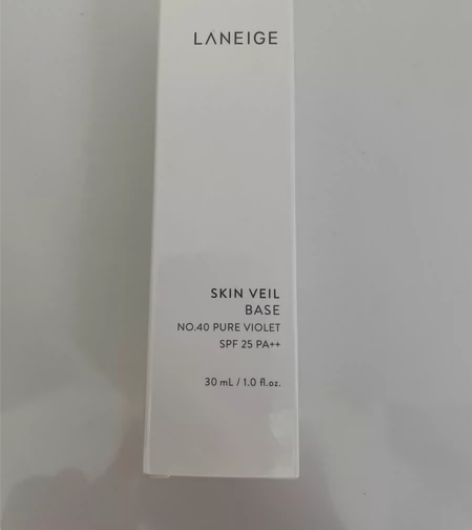 LANEIGE
SKIN VEIL
BASE
NO.40 PURE VIOLET
SPF 25 PA++
30 mL / 1.0 fl.oz.